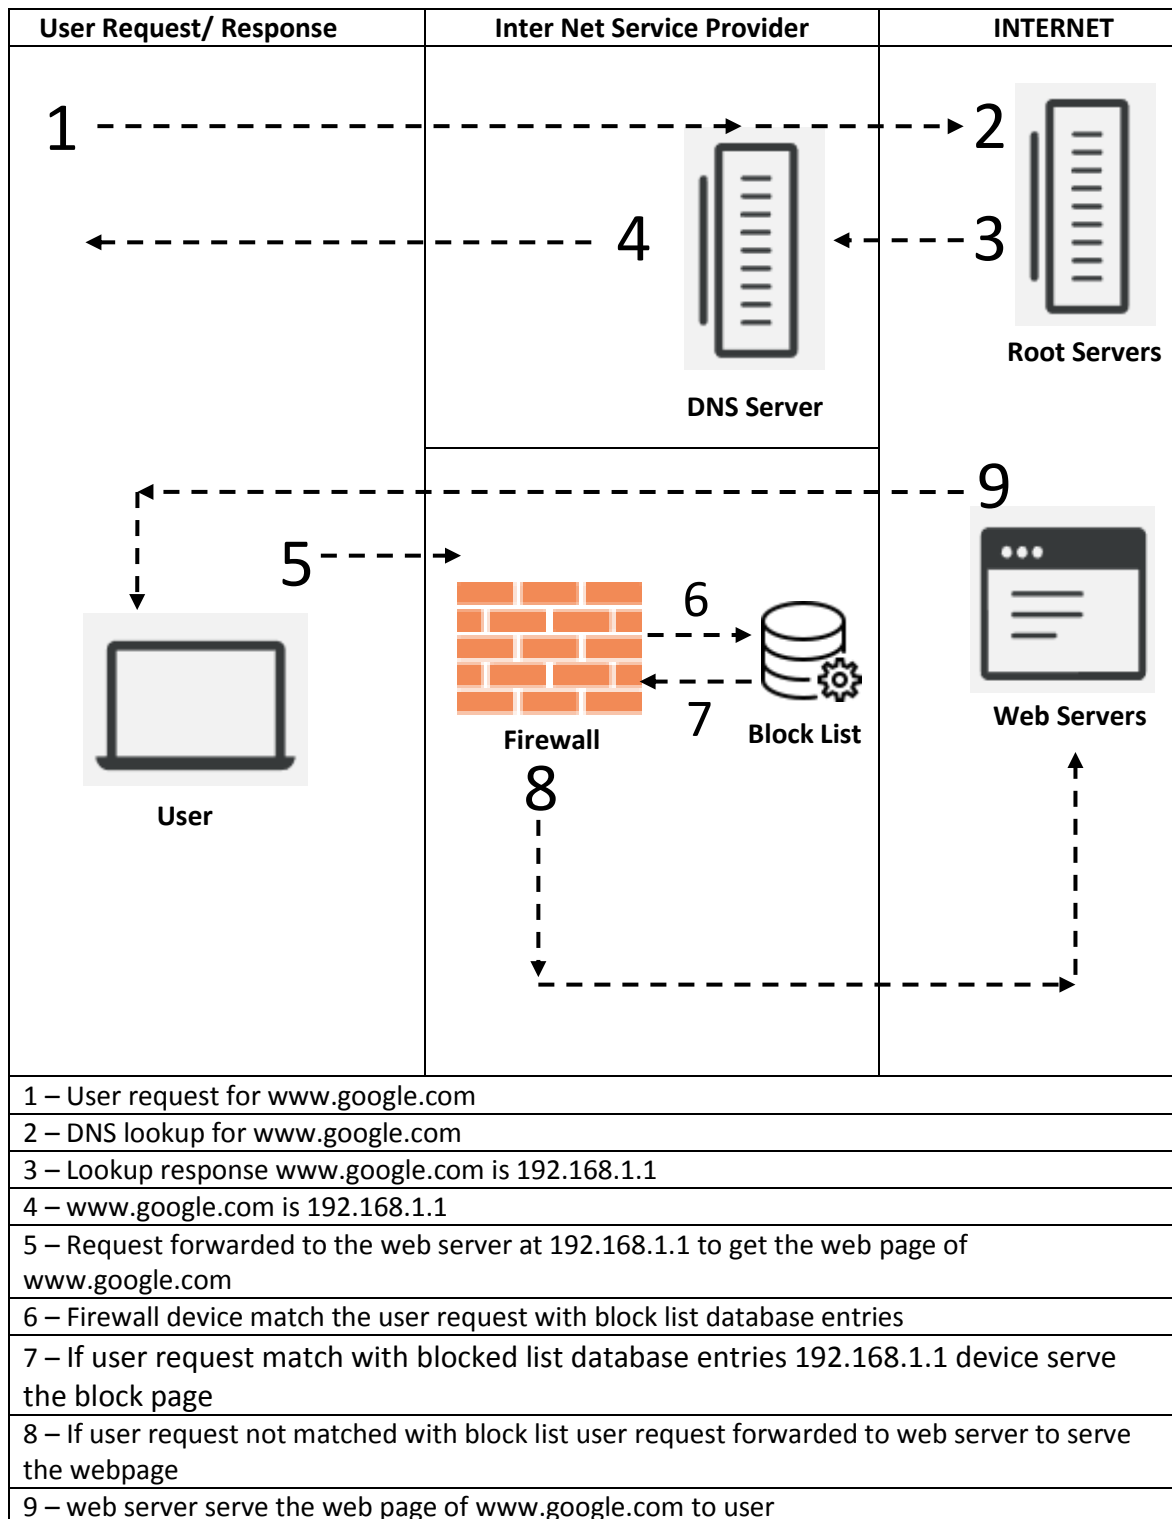 User Request/ Response
Inter Net Service Provider
INTERNET
1
2
4
3
Root Servers
DNS Server
9
5
6
7
Web Servers
Firewall
Block List
8
User
1 – User request for www.google.com
2 – DNS lookup for www.google.com
3 – Lookup response www.google.com is 192.168.1.1
4 – www.google.com is 192.168.1.1
5 – Request forwarded to the web server at 192.168.1.1 to get the web page of
www.google.com
6 – Firewall device match the user request with block list database entries
7 – If user request match with blocked list database entries 192.168.1.1 device serve
the block page
8 – If user request not matched with block list user request forwarded to web server to serve
the webpage
9 – web server serve the web page of www.google.com to user